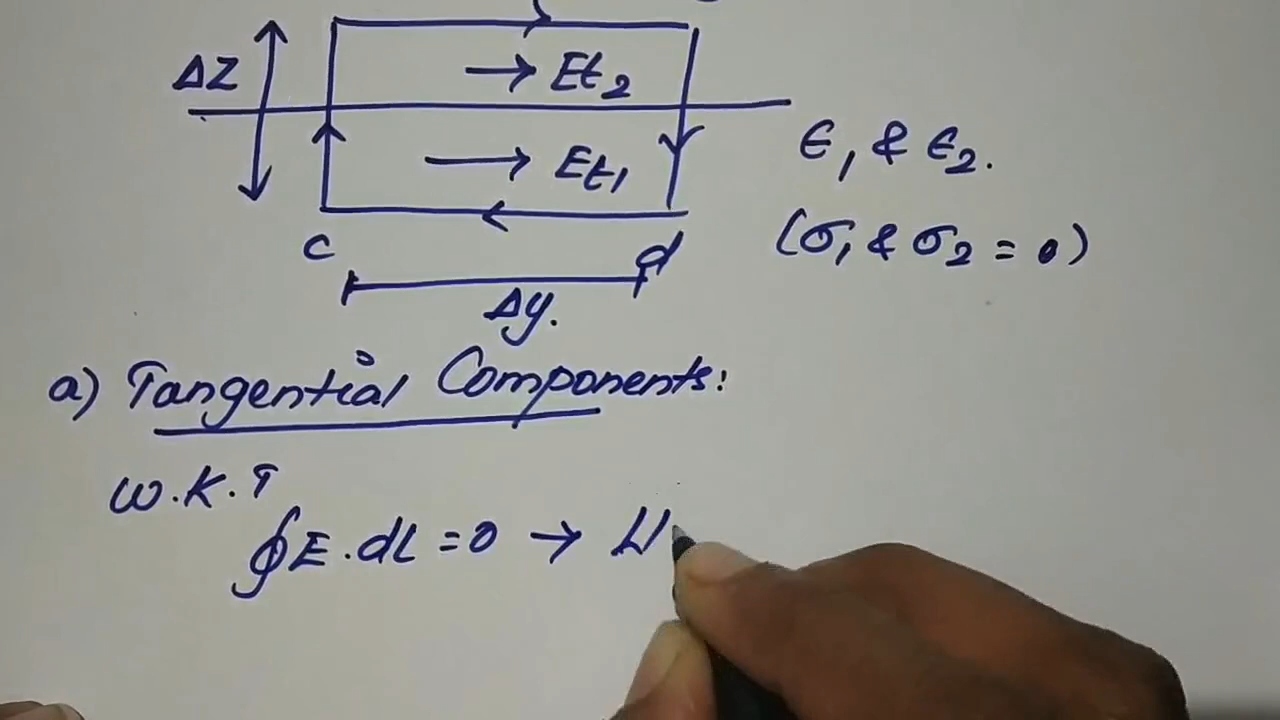 ΔZ
Et2
Et1
ϵ1 & ϵ2.
(σ1 & σ2 = 0)
c
d
Δy.
a) Tangential Components:
W.K.T
∮E.dL = 0 →